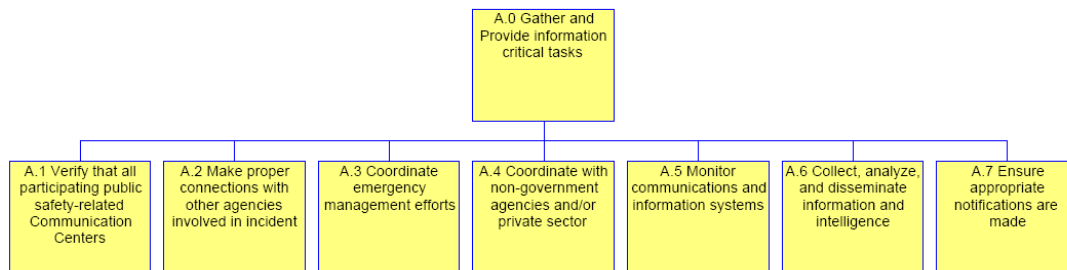 A.0 Gather and
Provide information
critical tasks
A.1 Verify that all
participating public
safety-related
Communication
Centers
A.2 Make proper
connections with
other agencies
involved in incident
A.3 Coordinate
emergency
management efforts
A.4 Coordinate with
non-government
agencies and/or
private sector
A.5 Monitor
communications and
information systems
A.6 Collect, analyze,
and disseminate
information and
intelligence
A.7 Ensure
appropriate
notifications are
made